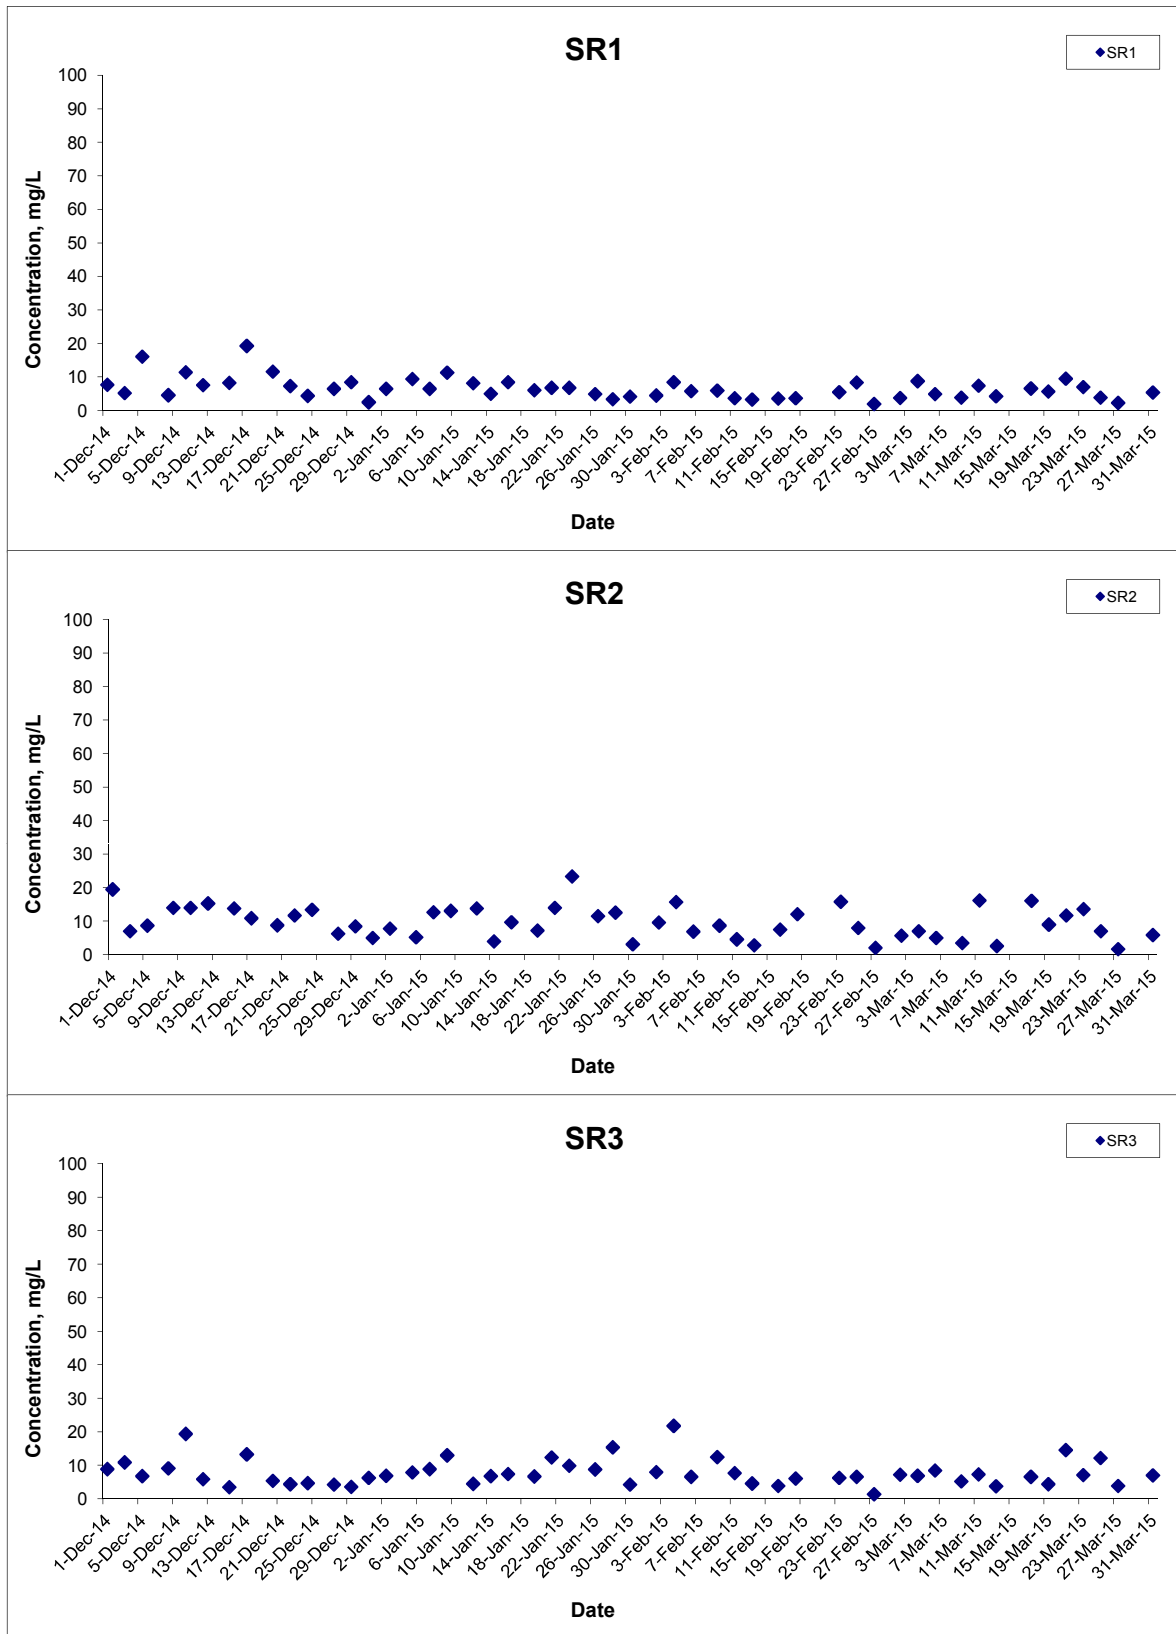 SR1
SR1
100
90
80
70
60
50
40
30
20
10
0
Concentration, mg/L
1-Dec-14
5-Dec-14
9-Dec-14
13-Dec-14
17-Dec-14
21-Dec-14
25-Dec-14
29-Dec-14
2-Jan-15
6-Jan-15
10-Jan-15
14-Jan-15
18-Jan-15
22-Jan-15
26-Jan-15
30-Jan-15
3-Feb-15
7-Feb-15
11-Feb-15
15-Feb-15
19-Feb-15
23-Feb-15
27-Feb-15
3-Mar-15
7-Mar-15
11-Mar-15
15-Mar-15
19-Mar-15
23-Mar-15
27-Mar-15
31-Mar-15
Date
SR2
SR2
100
90
80
70
60
50
40
30
20
10
0
Concentration, mg/L
1-Dec-14
5-Dec-14
9-Dec-14
13-Dec-14
17-Dec-14
21-Dec-14
25-Dec-14
29-Dec-14
2-Jan-15
6-Jan-15
10-Jan-15
14-Jan-15
18-Jan-15
22-Jan-15
26-Jan-15
30-Jan-15
3-Feb-15
7-Feb-15
11-Feb-15
15-Feb-15
19-Feb-15
23-Feb-15
27-Feb-15
3-Mar-15
7-Mar-15
11-Mar-15
15-Mar-15
19-Mar-15
23-Mar-15
27-Mar-15
31-Mar-15
Date
SR3
SR3
100
90
80
70
60
50
40
30
20
10
0
Concentration, mg/L
1-Dec-14
5-Dec-14
9-Dec-14
13-Dec-14
17-Dec-14
21-Dec-14
25-Dec-14
29-Dec-14
2-Jan-15
6-Jan-15
10-Jan-15
14-Jan-15
18-Jan-15
22-Jan-15
26-Jan-15
30-Jan-15
3-Feb-15
7-Feb-15
11-Feb-15
15-Feb-15
19-Feb-15
23-Feb-15
27-Feb-15
3-Mar-15
7-Mar-15
11-Mar-15
15-Mar-15
19-Mar-15
23-Mar-15
27-Mar-15
31-Mar-15
Date